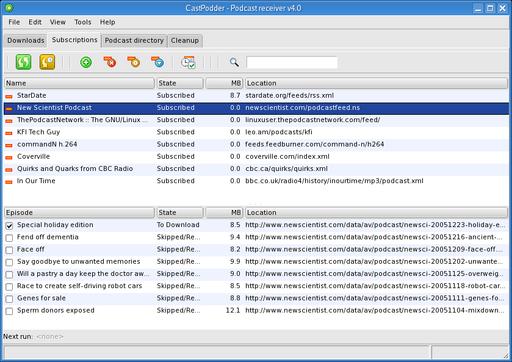 CastPodder - Podcast receiver v4.0
File Edit View Tools Help
Downloads Subscriptions Podcast directory Cleanup
Name State MB Location
StarDate Subscribed 8.7 stardate.org/feeds/rss.xml
New Scientist Podcast Subscribed 0.0 newscientist.com/podcastfeed.ns
ThePodcastNetwork :: The GNU/Linux ... Subscribed 0.0 linuxuser.thepodcastnetwork.com/feed/
KFI Tech Guy Subscribed 0.0 leo.am/podcasts/kfi
commandN h.264 Subscribed 0.0 feeds.feedburner.com/command-n/h264
Coverville Subscribed 0.0 coverville.com/index.xml
Quirks and Quarks from CBC Radio Subscribed 0.0 cbc.ca/quirks/quirks.xml
In Our Time Subscribed 0.0 bbc.co.uk/radio4/history/inourtime/mp3/podcast.xml
Episode State MB Location
Special holiday edition To Download 8.5 http://www.newscientist.com/data/av/podcast/newsci-20051223-holiday-e...
Fend off dementia Skipped/Re... 9.4 http://www.newscientist.com/data/av/podcast/newsci-20051216-ancient-...
Face off Skipped/Re... 8.2 http://www.newscientist.com/data/av/podcast/newsci-20051209-face-off...
Say goodbye to unwanted memories Skipped/Re... 9.9 http://www.newscientist.com/data/av/podcast/newsci-20051202-unwante...
Will a pastry a day keep the doctor aw... Skipped/Re... 9.0 http://www.newscientist.com/data/av/podcast/newsci-20051125-overweig...
Race to create self-driving robot cars Skipped/Re... 8.5 http://www.newscientist.com/data/av/podcast/newsci-20051118-robot-car...
Genes for sale Skipped/Re... 8.8 http://www.newscientist.com/data/av/podcast/newsci-20051111-genes-fo...
Sperm donors exposed Skipped/Re... 12.1 http://www.newscientist.com/data/av/podcast/newsci-20051104-mixdown...
Next run: <none>